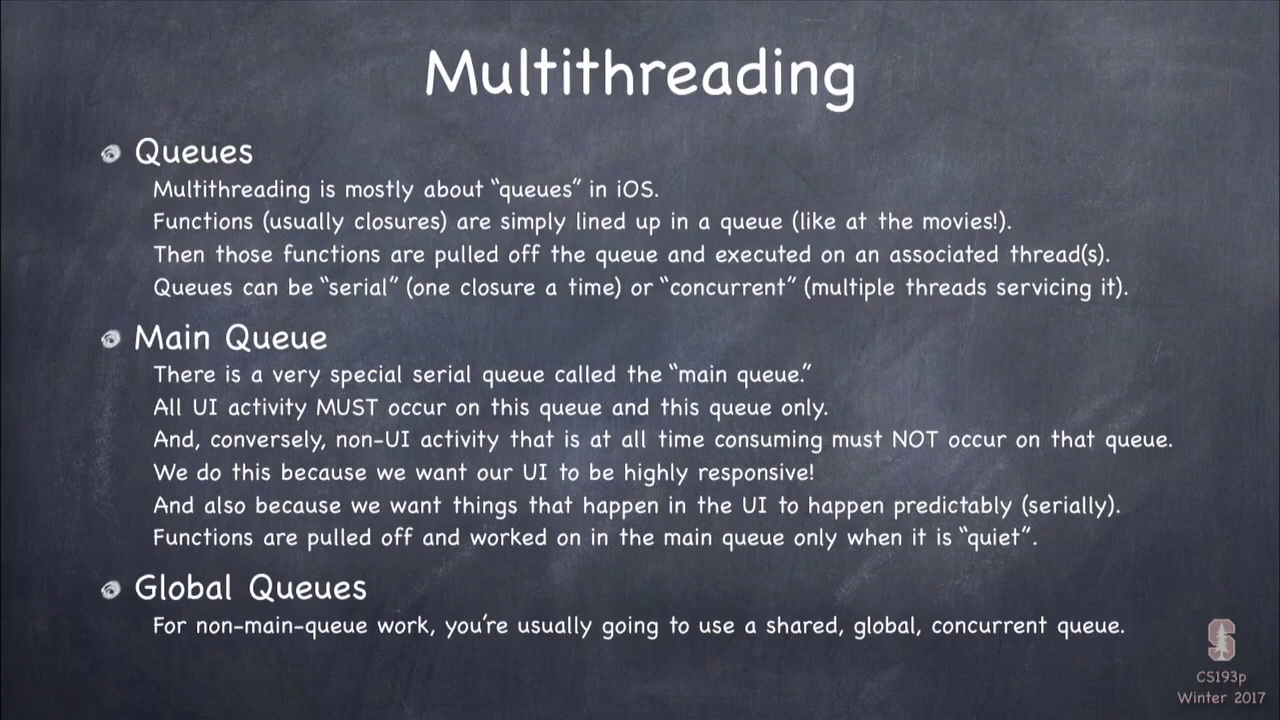 Multithreading
Queues
Multithreading is mostly about “queues” in iOS.
Functions (usually closures) are simply lined up in a queue (like at the movies!).
Then those functions are pulled off the queue and executed on an associated thread(s).
Queues can be “serial” (one closure a time) or “concurrent” (multiple threads servicing it).
Main Queue
There is a very special serial queue called the “main queue.”
All UI activity MUST occur on this queue and this queue only.
And, conversely, non-UI activity that is at all time consuming must NOT occur on that queue.
We do this because we want our UI to be highly responsive!
And also because we want things that happen in the UI to happen predictably (serially).
Functions are pulled off and worked on in the main queue only when it is “quiet”.
Global Queues
For non-main-queue work, you’re usually going to use a shared, global, concurrent queue.
S
CS193p
Winter 2017